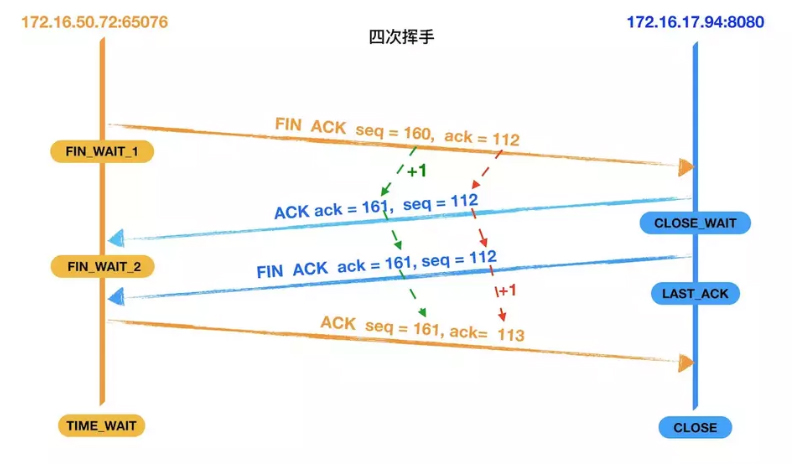 172.16.50.72:65076
四次挥手
172.16.17.94:8080
FIN ACK seq = 160, ack = 112
FIN_WAIT_1
+1
ACK ack = 161, seq = 112
CLOSE_WAIT
FIN ACK ack = 161, seq = 112
FIN_WAIT_2
+1
LAST_ACK
ACK seq = 161, ack= 113
TIME_WAIT
CLOSE